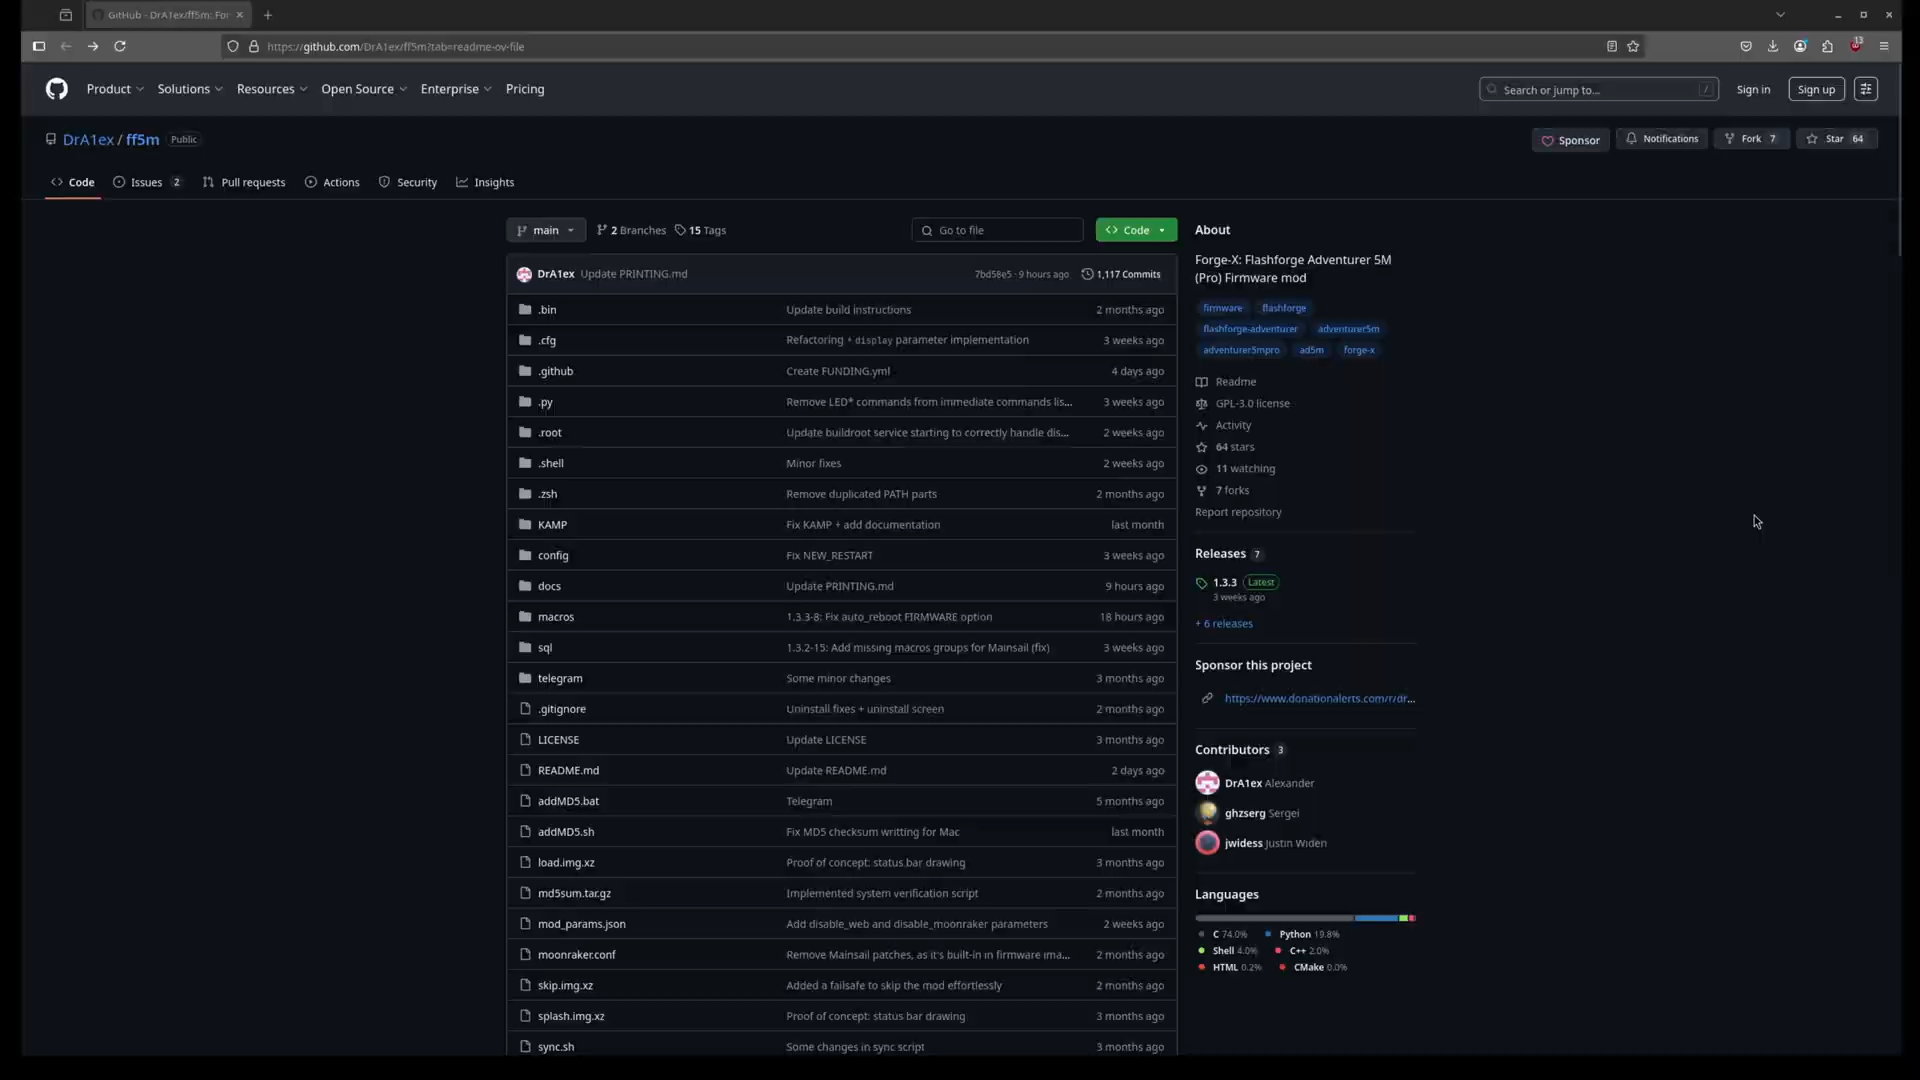 GitHub - DrA1ex/ff5m: For
https://github.com/DrA1ex/ff5m?tab=readme-ov-file
13
Product Solutions Resources Open Source Enterprise Pricing
Search or jump to... /
Sign in
Sign up
DrA1ex / ff5m Public
Sponsor
Notifications
Fork 7
Star 64
Code
Issues 2
Pull requests
Actions
Security
Insights
main
2 Branches
15 Tags
Go to file
Code
DrA1ex Update PRINTING.md 7bd58e5 · 9 hours ago 1,117 Commits
.bin Update build instructions 2 months ago
.cfg Refactoring + display parameter implementation 3 weeks ago
.github Create FUNDING.yml 4 days ago
.py Remove LED* commands from immediate commands lis... 3 weeks ago
.root Update buildroot service starting to correctly handle dis... 2 weeks ago
.shell Minor fixes 2 weeks ago
.zsh Remove duplicated PATH parts 2 months ago
KAMP Fix KAMP + add documentation last month
config Fix NEW_RESTART 3 weeks ago
docs Update PRINTING.md 9 hours ago
macros 1.3.3-8: Fix auto_reboot FIRMWARE option 18 hours ago
sql 1.3.2-15: Add missing macros groups for Mainsail (fix) 3 weeks ago
telegram Some minor changes 3 months ago
.gitignore Uninstall fixes + uninstall screen 2 months ago
LICENSE Update LICENSE 3 months ago
README.md Update README.md 2 days ago
addMD5.bat Telegram 5 months ago
addMD5.sh Fix MD5 checksum writting for Mac last month
load.img.xz Proof of concept: status bar drawing 3 months ago
md5sum.tar.gz Implemented system verification script 2 months ago
mod_params.json Add disable_web and disable_moonraker parameters 2 weeks ago
moonraker.conf Remove Mainsail patches, as it's built-in in firmware ima... 2 months ago
skip.img.xz Added a failsafe to skip the mod effortlessly 2 months ago
splash.img.xz Proof of concept: status bar drawing 3 months ago
sync.sh Some changes in sync script 3 months ago
About
Forge-X: Flashforge Adventurer 5M
(Pro) Firmware mod
firmware flashforge
flashforge-adventurer adventurer5m
adventurer5mpro ad5m forge-x
Readme
GPL-3.0 license
Activity
64 stars
11 watching
7 forks
Report repository
Releases 7
1.3.3 Latest
3 weeks ago
+ 6 releases
Sponsor this project
https://www.donationalerts.com/r/dr...
Contributors 3
DrA1ex Alexander
ghzserg Sergei
jwidess Justin Widen
Languages
C 74.0% Python 19.8%
Shell 4.0% C++ 2.0%
HTML 0.2% CMake 0.0%